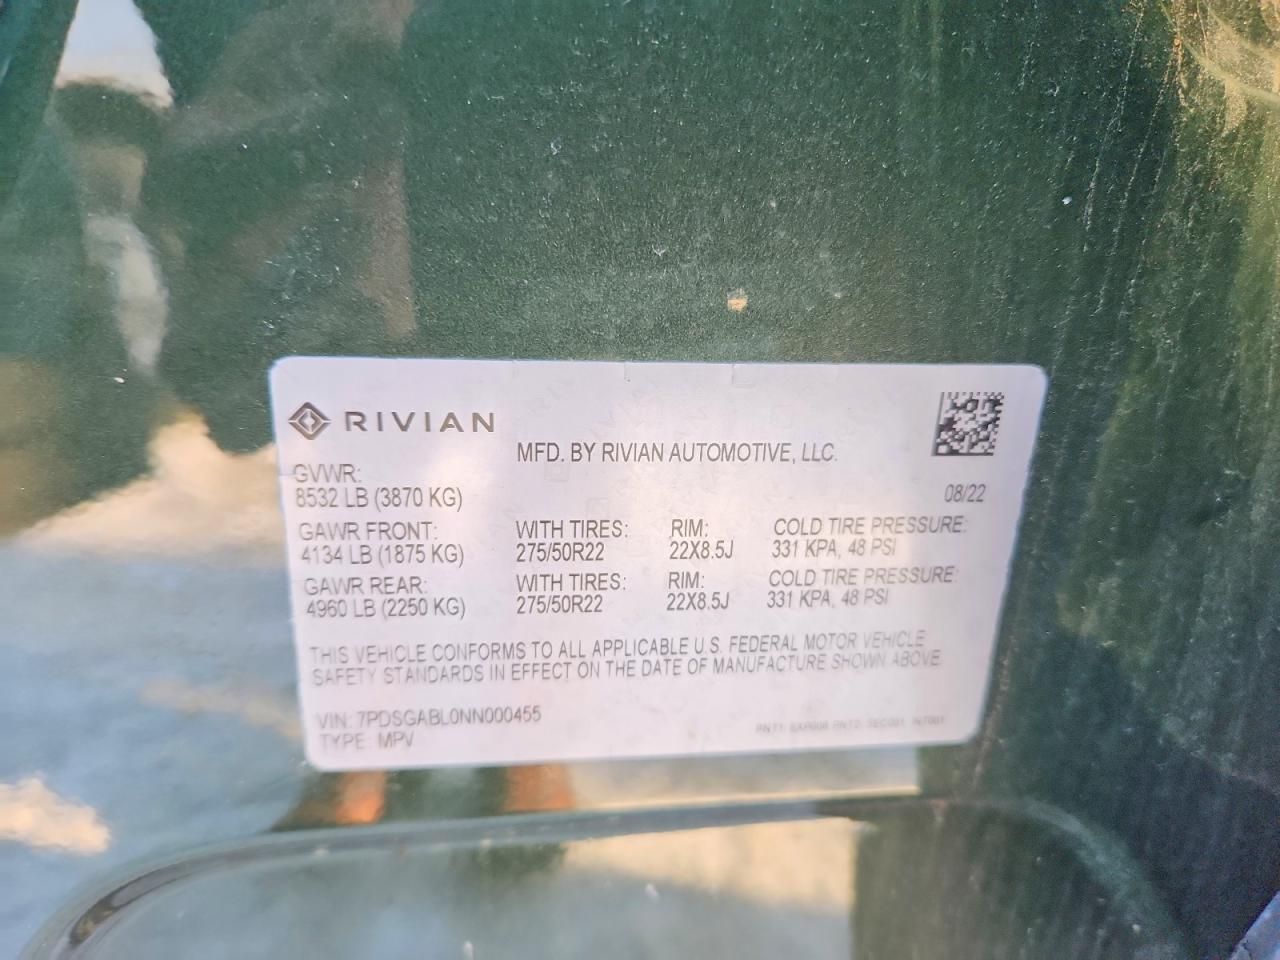 RIVIAN
MFD. BY RIVIAN AUTOMOTIVE, LLC.
08/22
GVWR:
8532 LB (3870 KG)
GAWR FRONT: WITH TIRES: RIM: COLD TIRE PRESSURE:
4134 LB (1875 KG) 275/50R22 22X8.5J 331 KPA, 48 PSI
GAWR REAR: WITH TIRES: RIM: COLD TIRE PRESSURE:
4960 LB (2250 KG) 275/50R22 22X8.5J 331 KPA, 48 PSI
THIS VEHICLE CONFORMS TO ALL APPLICABLE U.S. FEDERAL MOTOR VEHICLE
SAFETY STANDARDS IN EFFECT ON THE DATE OF MANUFACTURE SHOWN ABOVE.
VIN: 7PDSGABL0NN000455
TYPE: MPV